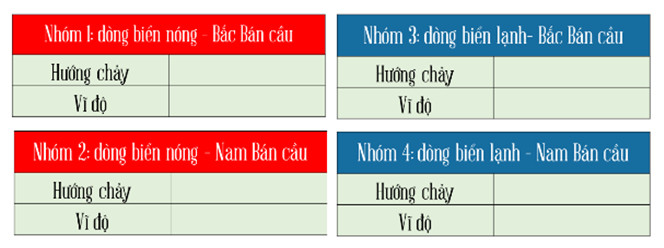 Nhóm 1: dòng biển nóng - Bắc Bán cầu
Hướng chảy
Vĩ độ
Nhóm 2: dòng biển nóng - Nam Bán cầu
Hướng chảy
Vĩ độ
Nhóm 3: dòng biển lạnh- Bắc Bán cầu
Hướng chảy
Vĩ độ
Nhóm 4: dòng biển lạnh - Nam Bán cầu
Hướng chảy
Vĩ độ